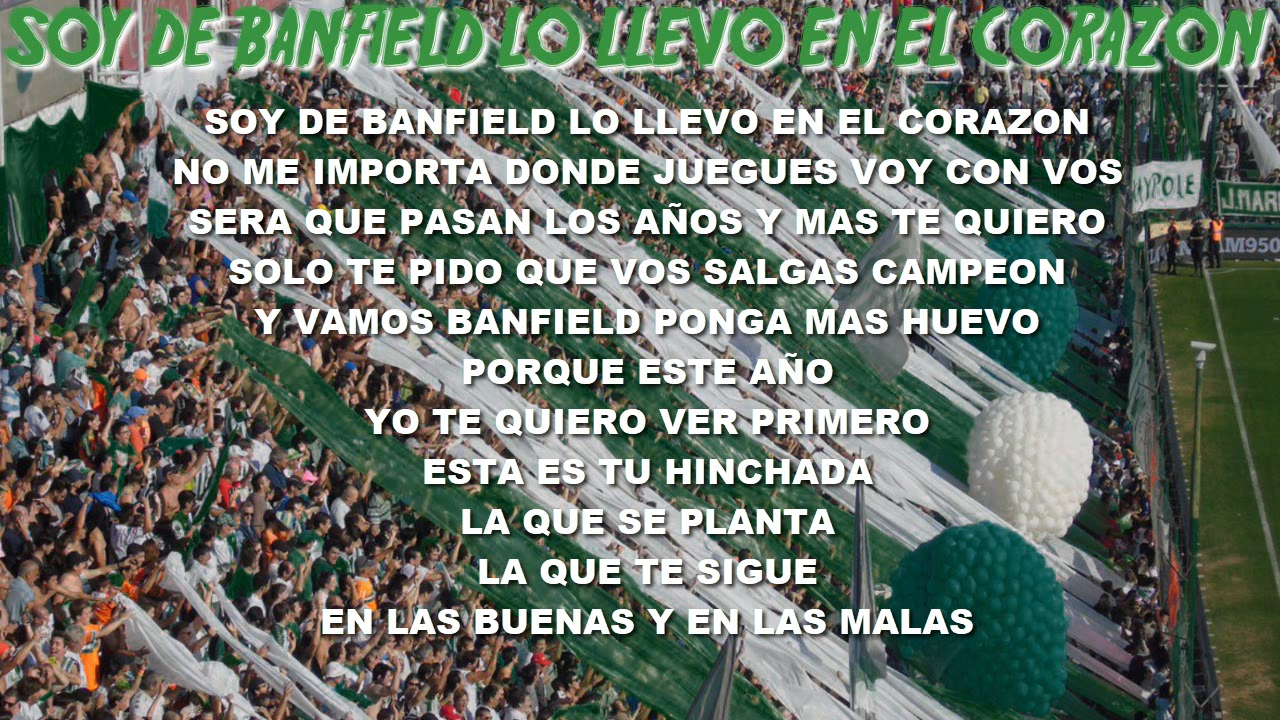 SOY DE BANFIELD LO LLEVO EN EL CORAZON
SOY DE BANFIELD LO LLEVO EN EL CORAZON
NO ME IMPORTA DONDE JUEGUES VOY CON VOS
SERA QUE PASAN LOS AÑOS Y MAS TE QUIERO
SOLO TE PIDO QUE VOS SALGAS CAMPEON
Y VAMOS BANFIELD PONGA MAS HUEVO
PORQUE ESTE AÑO
YO TE QUIERO VER PRIMERO
ESTA ES TU HINCHADA
LA QUE SE PLANTA
LA QUE TE SIGUE
EN LAS BUENAS Y EN LAS MALAS
AYPOLE
J.MAR
AM950